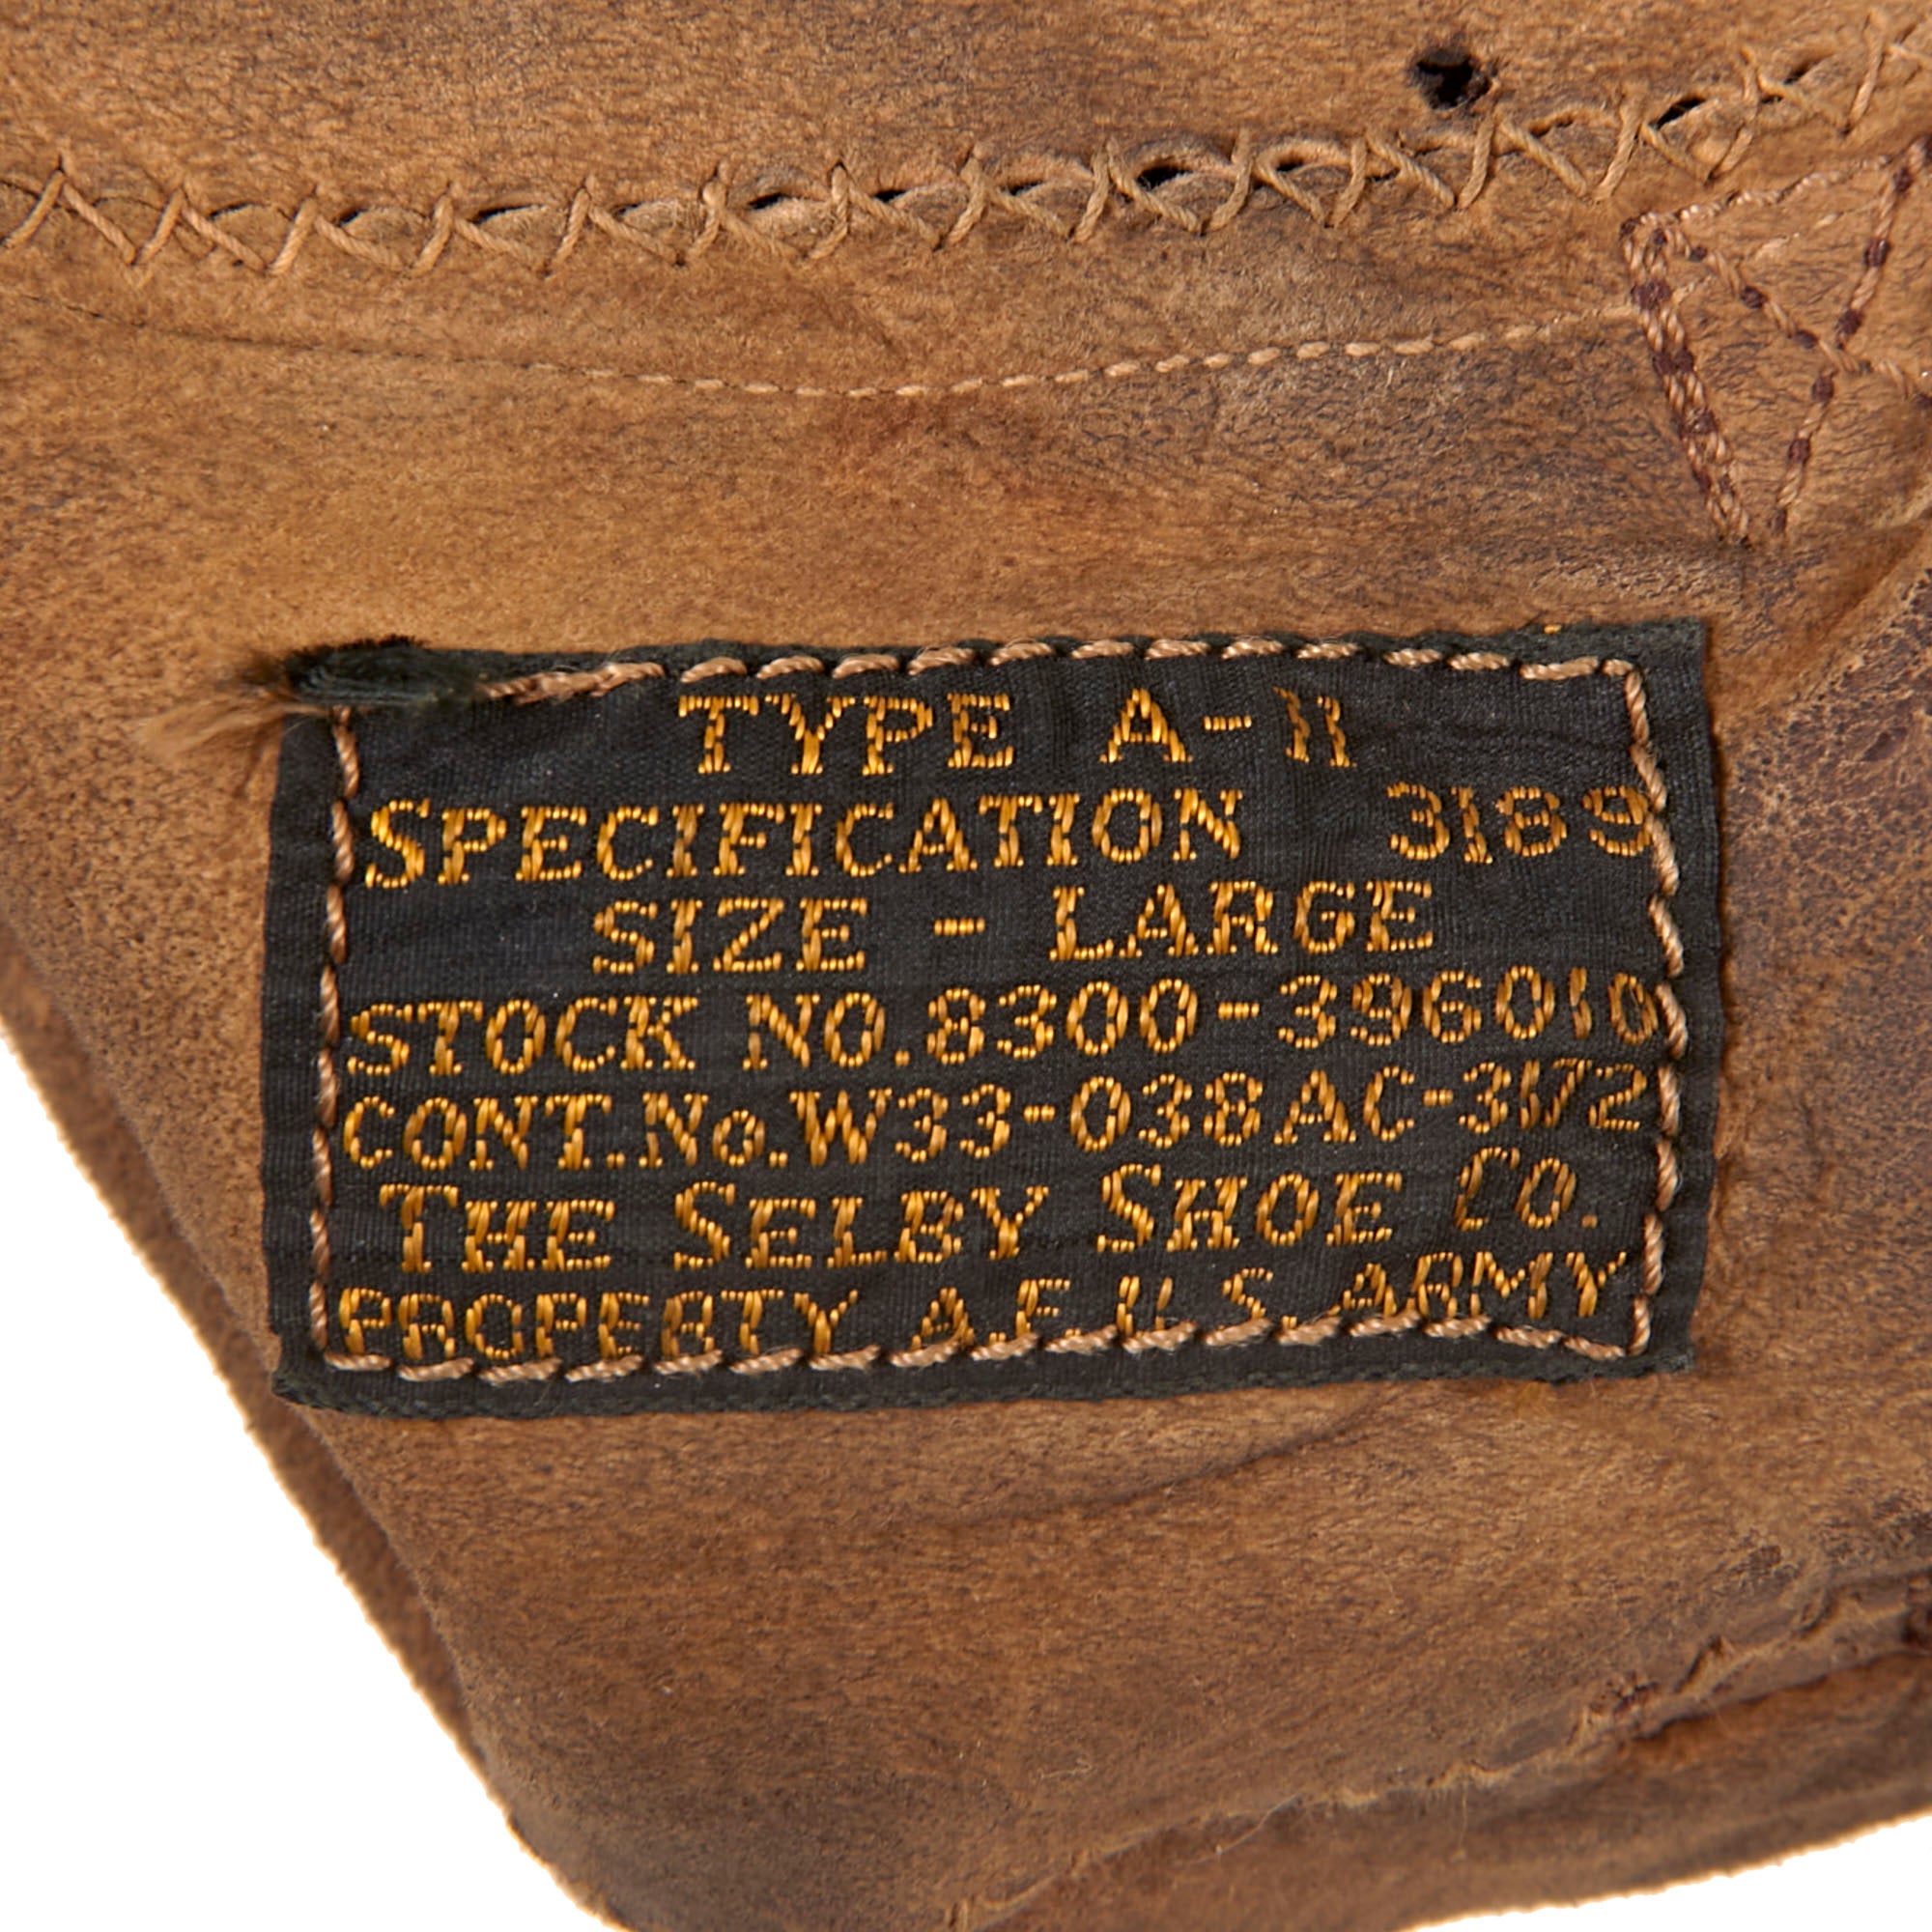 TYPE A-11
SPECIFICATION 3189
SIZE - LARGE
STOCK NO. 8300-396010
CONT. No. W33-038AC-3172
THE SELBY SHOE CO.
PROPERTY A.F. U.S. ARMY